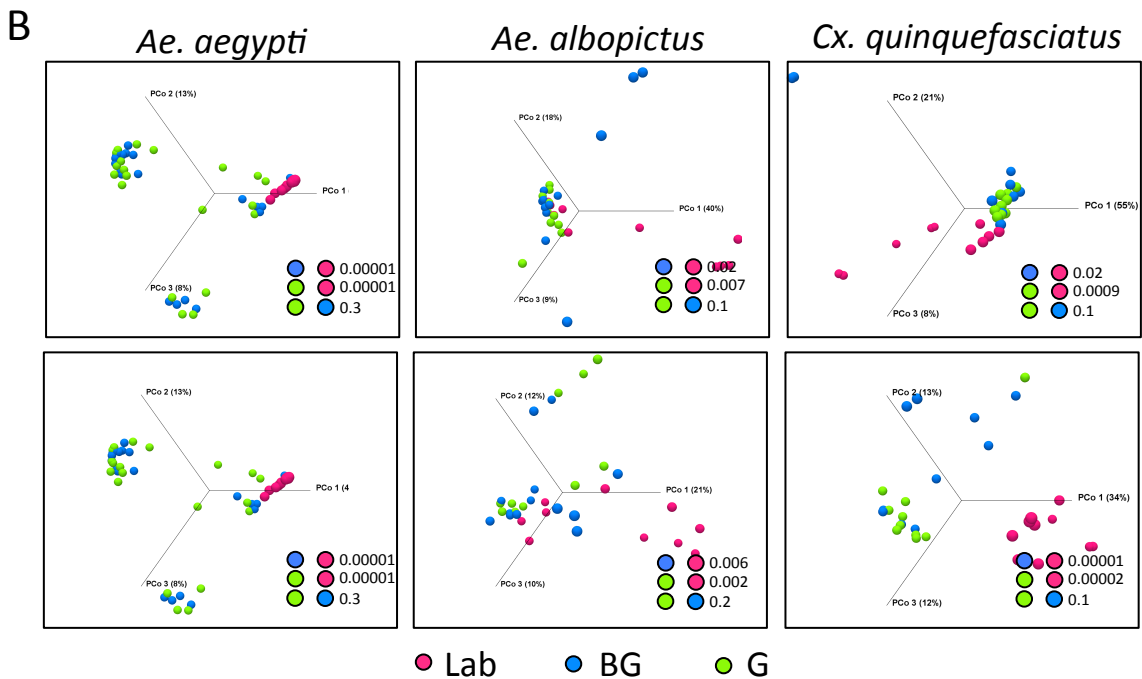 B
Ae. aegypti
Ae. albopictus
Cx. quinquefasciatus
PCo 2 (13%)
PCo 1
PCo 3 (8%)
0.00001
0.00001
0.3
PCo 2 (18%)
PCo 1 (40%)
PCo 3 (9%)
0.02
0.007
0.1
PCo 2 (21%)
PCo 1 (55%)
PCo 3 (8%)
0.02
0.0009
0.1
PCo 2 (13%)
PCo 1 (4
PCo 3 (8%)
0.00001
0.00001
0.3
PCo 2 (12%)
PCo 1 (21%)
PCo 3 (10%)
0.006
0.002
0.2
PCo 2 (13%)
PCo 1 (34%)
PCo 3 (12%)
0.00001
0.00002
0.1
Lab BG G